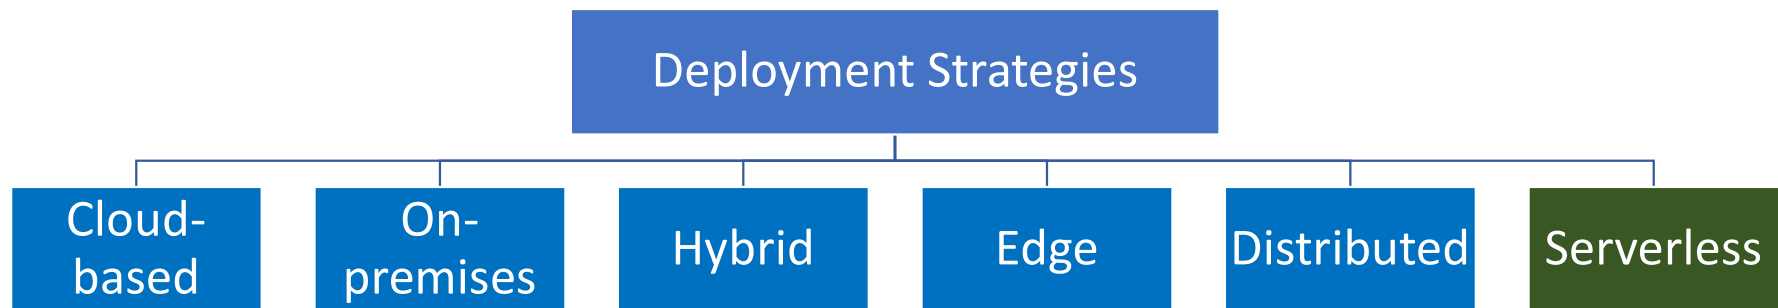 Deployment Strategies
Cloud-
based
On-
premises
Hybrid
Edge
Distributed
Serverless